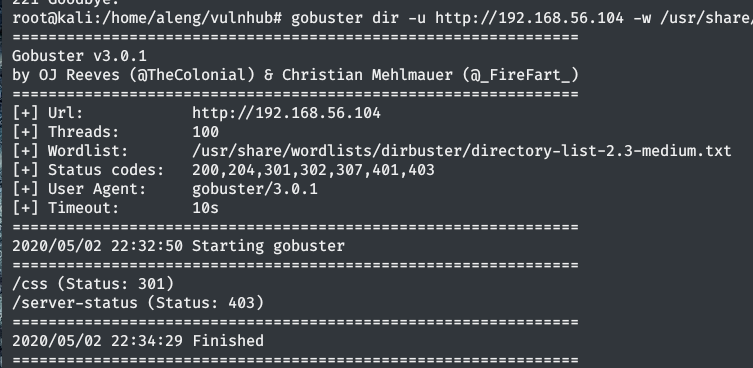 221 Goodbye.
root@kali:/home/aleng/vulnhub# gobuster dir -u http://192.168.56.104 -w /usr/share/
===============================================================
Gobuster v3.0.1
by OJ Reeves (@TheColonial) & Christian Mehlmauer (@_FireFart_)
===============================================================
[+] Url:            http://192.168.56.104
[+] Threads:        100
[+] Wordlist:       /usr/share/wordlists/dirbuster/directory-list-2.3-medium.txt
[+] Status codes:   200,204,301,302,307,401,403
[+] User Agent:     gobuster/3.0.1
[+] Timeout:        10s
===============================================================
2020/05/02 22:32:50 Starting gobuster
===============================================================
/css (Status: 301)
/server-status (Status: 403)
===============================================================
2020/05/02 22:34:29 Finished
===============================================================